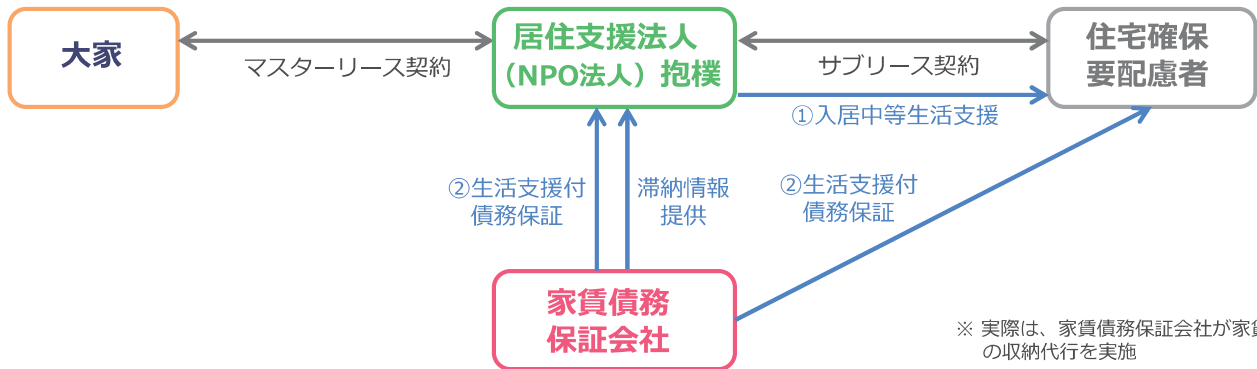 大家
マスターリース契約
居住支援法人
（NPO法人）抱樸
サブリース契約
住宅確保
要配慮者
①入居中等生活支援
②生活支援付
債務保証
滞納情報
提供
②生活支援付
債務保証
家賃債務
保証会社
※ 実際は、家賃債務保証会社が家賃
の収納代行を実施